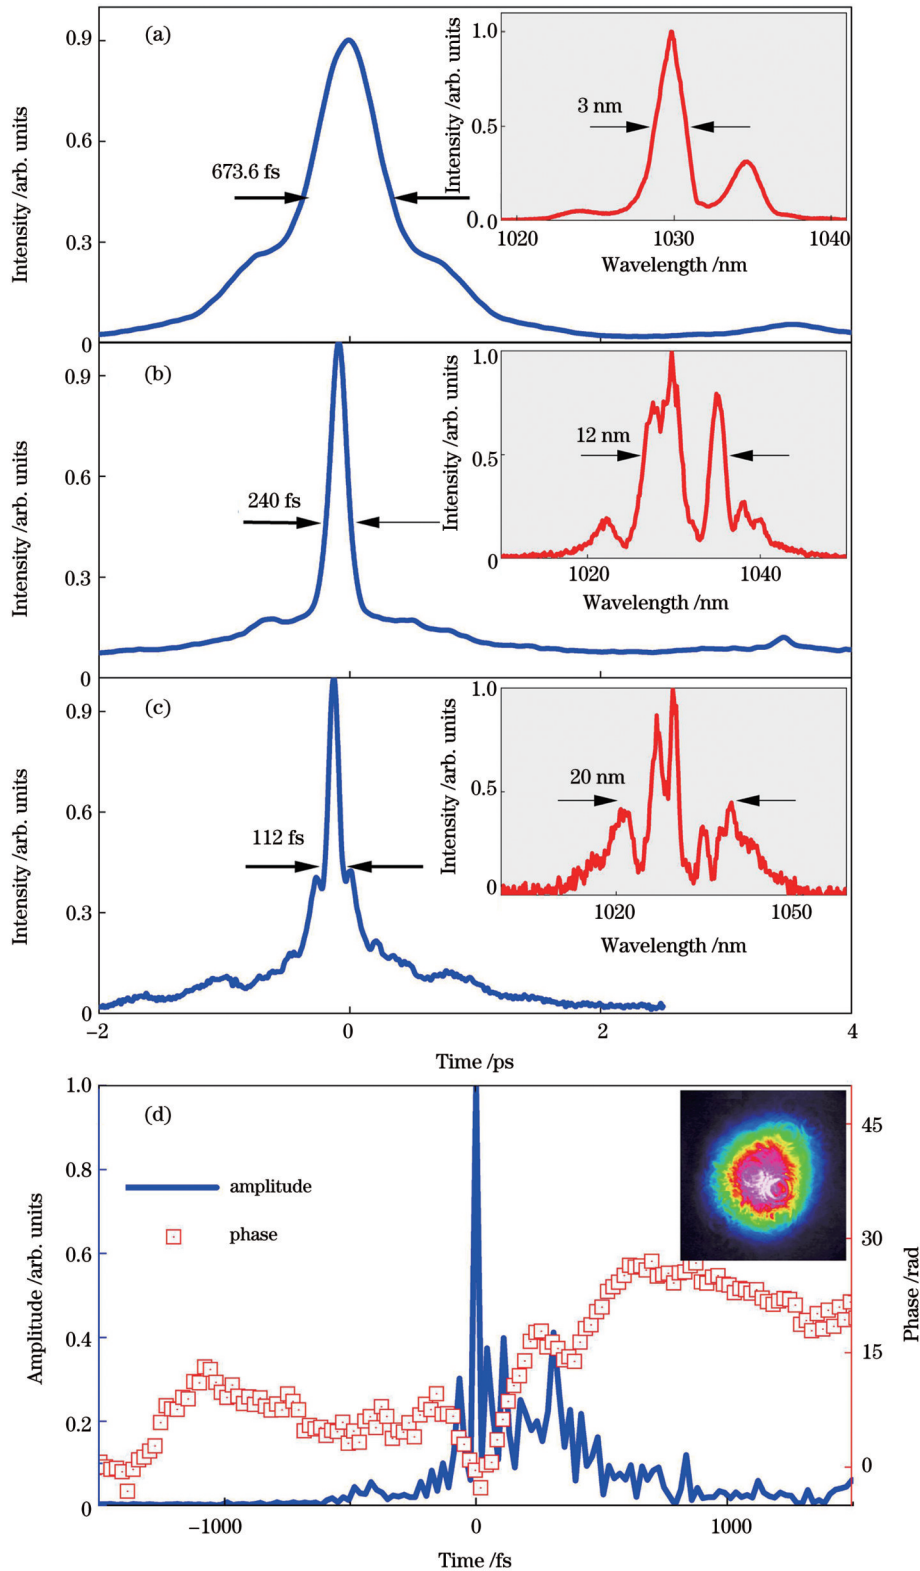 (a)
0.9
0.3
0
Intensity /arb. units
673.6 fs
1.0
0.5
0.0
Intensity /arb. units
3 nm
1020
1030
1040
Wavelength /nm
(b)
0.9
0.6
0.3
0
Intensity /arb. units
240 fs
1.0
0.5
0
Intensity /arb. units
12 nm
1020
1040
Wavelength /nm
(c)
0.9
0.6
0.3
0
Intensity /arb. units
112 fs
1.0
0.5
0
Intensity /arb. units
20 nm
1020
1050
Wavelength /nm
−2
0
2
4
Time /ps
(d)
1.0
0.8
0.6
0.4
0.2
0
Amplitude /arb. units
amplitude
phase
45
30
15
0
Phase /rad
−1000
0
1000
Time /fs